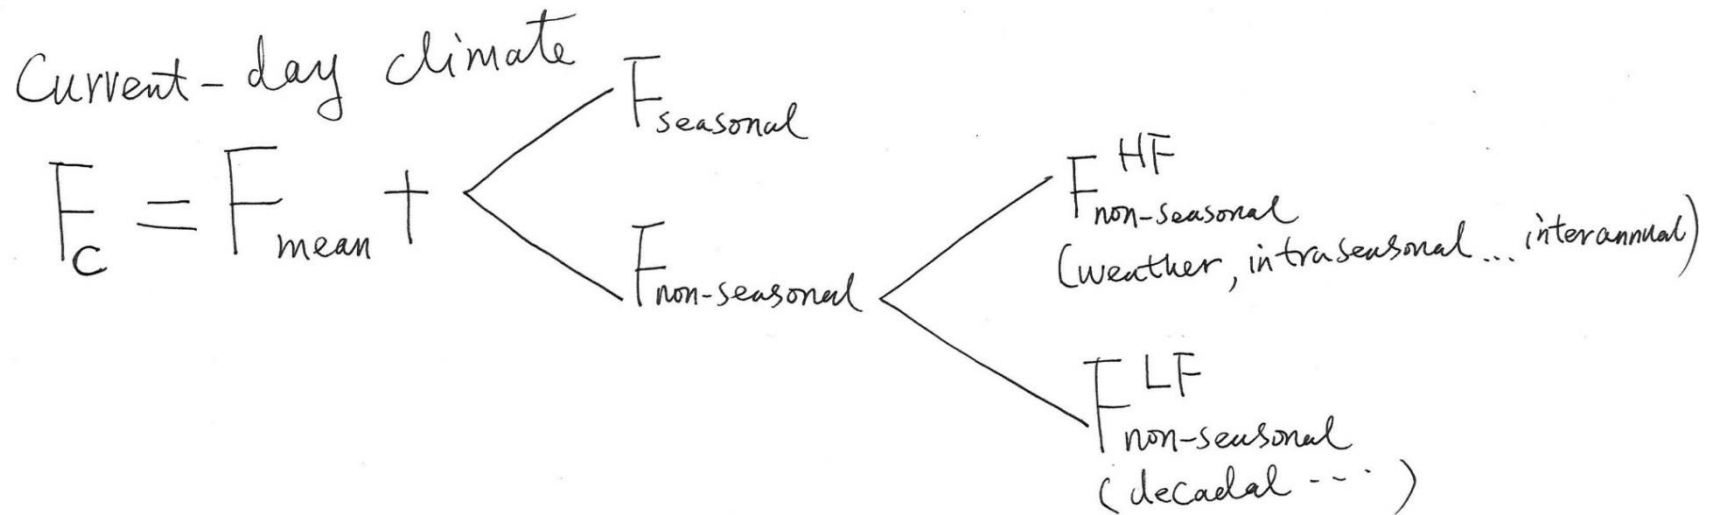 Current-day climate
F_c = F_mean +
F_seasonal
F_non-seasonal
F^HF_non-seasonal
(weather, intraseasonal... interannual)
F^LF_non-seasonal
(decadal ....)